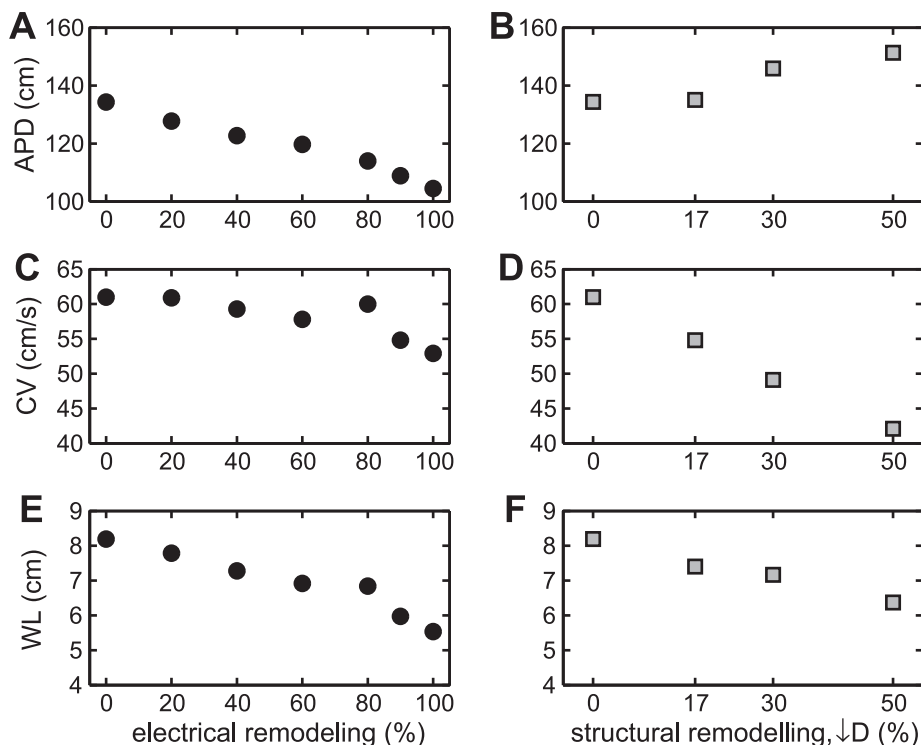 A
B
160
140
120
100
APD (cm)
0 20 40 60 80 100
160
140
120
100
0 17 30 50
C
D
65
60
55
50
45
40
CV (cm/s)
0 20 40 60 80 100
65
60
55
50
45
40
0 17 30 50
E
F
9
8
7
6
5
4
WL (cm)
0 20 40 60 80 100
electrical remodeling (%)
9
8
7
6
5
4
0 17 30 50
structural remodelling,↓D (%)